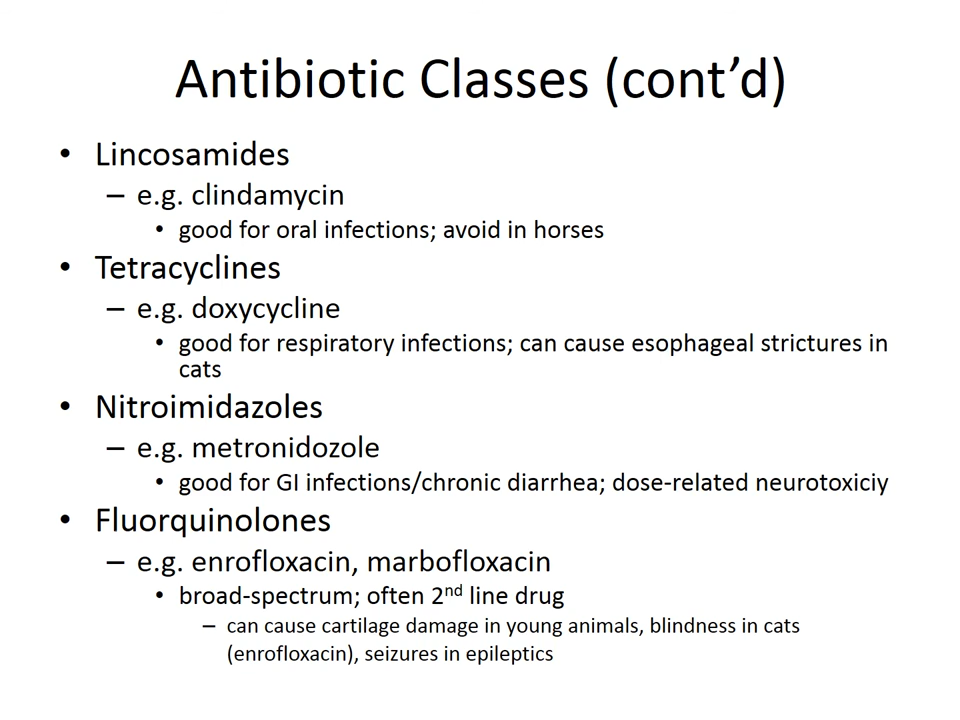 Antibiotic Classes (cont’d)
• Lincosamides
– e.g. clindamycin
• good for oral infections; avoid in horses
• Tetracyclines
– e.g. doxycycline
• good for respiratory infections; can cause esophageal strictures in
cats
• Nitroimidazoles
– e.g. metronidozole
• good for GI infections/chronic diarrhea; dose-related neurotoxiciy
• Fluorquinolones
– e.g. enrofloxacin, marbofloxacin
• broad-spectrum; often 2nd line drug
– can cause cartilage damage in young animals, blindness in cats
(enrofloxacin), seizures in epileptics